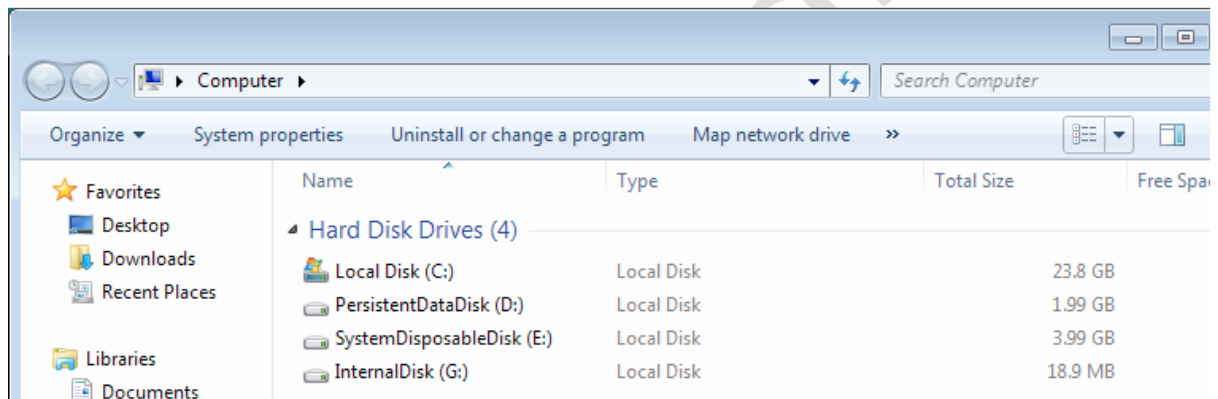 Computer
Search Computer
Organize System properties Uninstall or change a program Map network drive »
Favorites
Desktop
Downloads
Recent Places
Libraries
Documents
Name Type Total Size Free Spa
Hard Disk Drives (4)
Local Disk (C:) Local Disk 23.8 GB
PersistentDataDisk (D:) Local Disk 1.99 GB
SystemDisposableDisk (E:) Local Disk 3.99 GB
InternalDisk (G:) Local Disk 18.9 MB